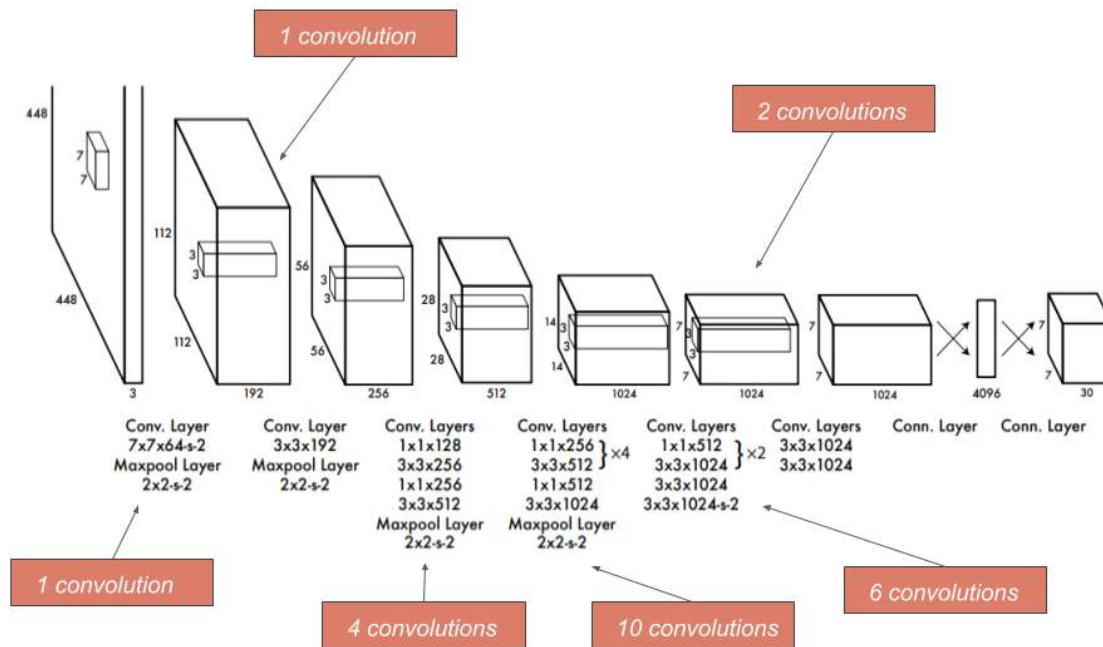 1 convolution
2 convolutions
448
448
7
7
3
112
112
3
3
192
56
56
3
3
256
28
28
3
3
512
14
14
3
3
1024
7
7
3
3
1024
7
7
1024
4096
7
7
30
Conv. Layer
7x7x64-s-2
Maxpool Layer
2x2-s-2
Conv. Layer
3x3x192
Maxpool Layer
2x2-s-2
Conv. Layers
1x1x128
3x3x256
1x1x256
3x3x512
Maxpool Layer
2x2-s-2
Conv. Layers
1x1x256
3x3x512
}×4
1x1x512
3x3x1024
Maxpool Layer
2x2-s-2
Conv. Layers
1x1x512
3x3x1024
}×2
3x3x1024
3x3x1024-s-2
Conv. Layers
3x3x1024
3x3x1024
Conn. Layer
Conn. Layer
1 convolution
4 convolutions
10 convolutions
6 convolutions